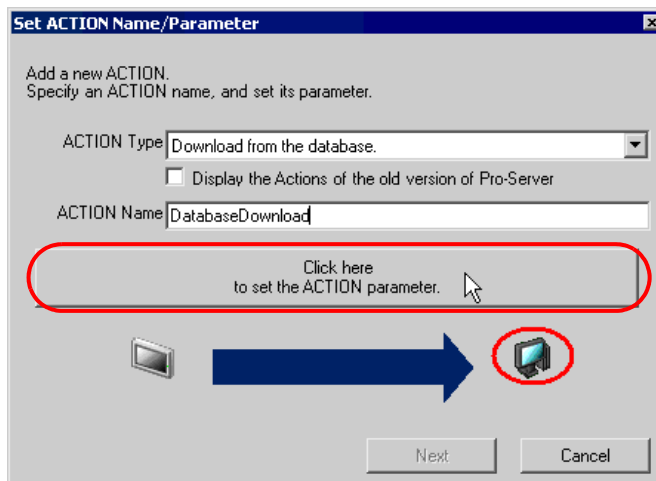 Set ACTION Name/Parameter
Add a new ACTION.
Specify an ACTION name, and set its parameter.
ACTION Type Download from the database.
Display the Actions of the old version of Pro-Server
ACTION Name DatabaseDownload
Click here
to set the ACTION parameter.
Next Cancel